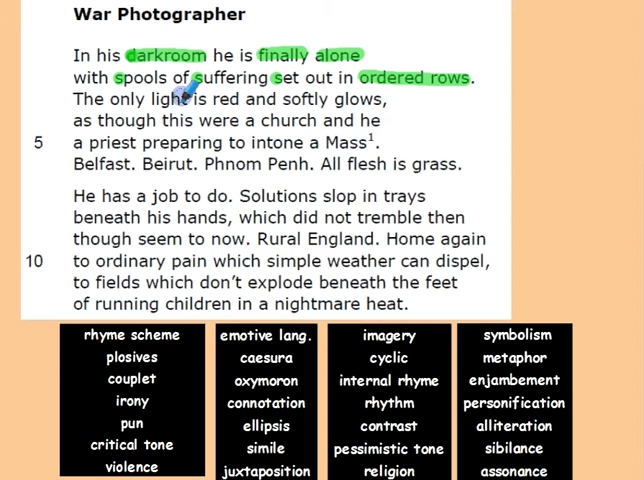 War Photographer
In his darkroom he is finally alone
with spools of suffering set out in ordered rows.
The only light is red and softly glows,
as though this were a church and he
5 a priest preparing to intone a Mass¹.
Belfast. Beirut. Phnom Penh. All flesh is grass.
He has a job to do. Solutions slop in trays
beneath his hands, which did not tremble then
though seem to now. Rural England. Home again
10 to ordinary pain which simple weather can dispel,
to fields which don't explode beneath the feet
of running children in a nightmare heat.
rhyme scheme
plosives
couplet
irony
pun
critical tone
violence
emotive lang.
caesura
oxymoron
connotation
ellipsis
simile
juxtaposition
imagery
cyclic
internal rhyme
rhythm
contrast
pessimistic tone
religion
symbolism
metaphor
enjambement
personification
alliteration
sibilance
assonance